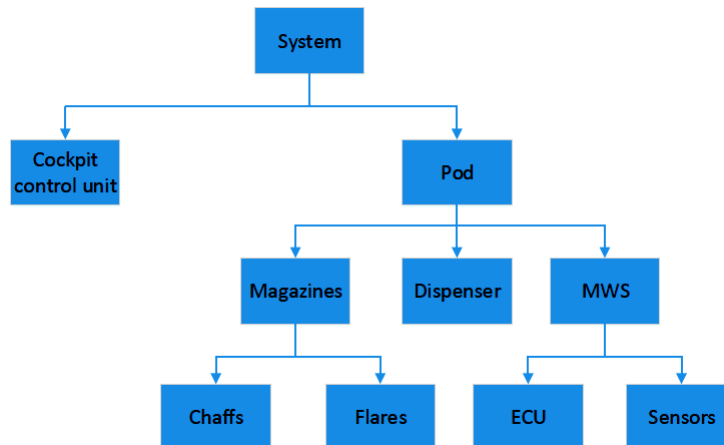 System
Cockpit
control unit
Pod
Magazines
Dispenser
MWS
Chaffs
Flares
ECU
Sensors